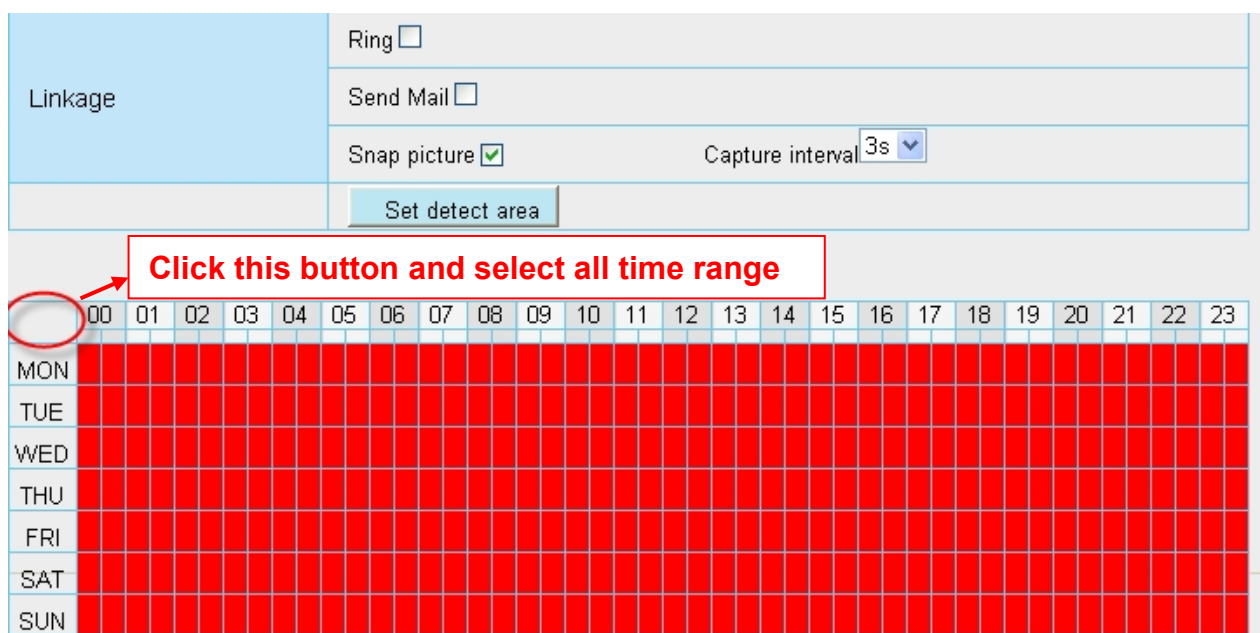 Ring
Linkage
Send Mail
Snap picture Capture interval 3s
Set detect area
Click this button and select all time range
00 01 02 03 04 05 06 07 08 09 10 11 12 13 14 15 16 17 18 19 20 21 22 23
MON
TUE
WED
THU
FRI
SAT
SUN